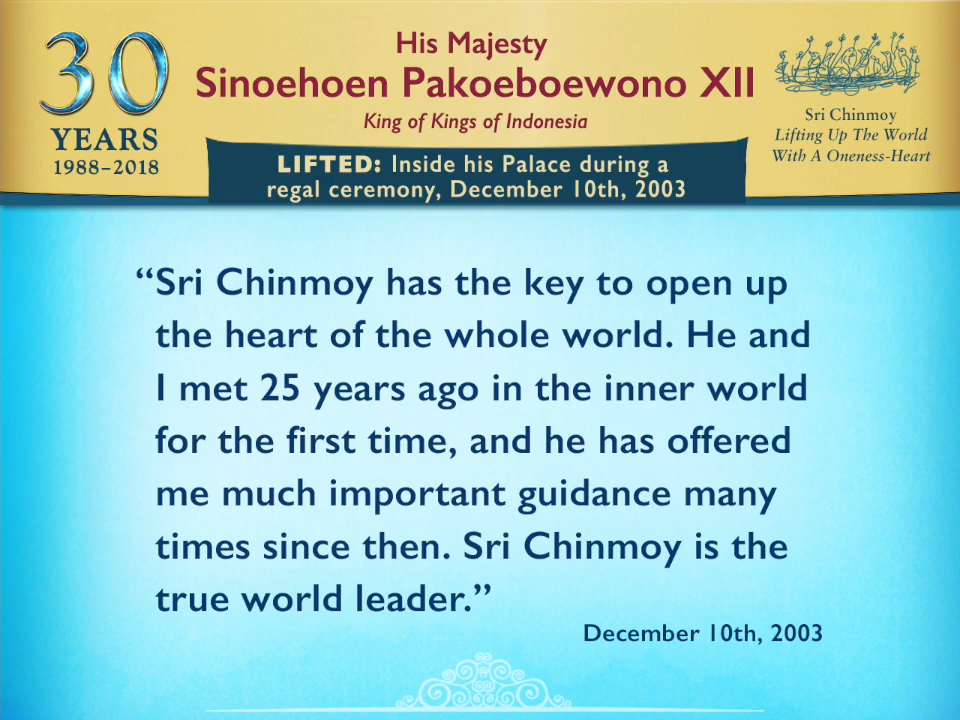 30
YEARS
1988–2018
His Majesty
Sinoehoen Pakoeboewono XII
King of Kings of Indonesia
LIFTED: Inside his Palace during a
regal ceremony, December 10th, 2003
Sri Chinmoy
Lifting Up The World
With A Oneness-Heart
“Sri Chinmoy has the key to open up
the heart of the whole world. He and
I met 25 years ago in the inner world
for the first time, and he has offered
me much important guidance many
times since then. Sri Chinmoy is the
true world leader.”
December 10th, 2003